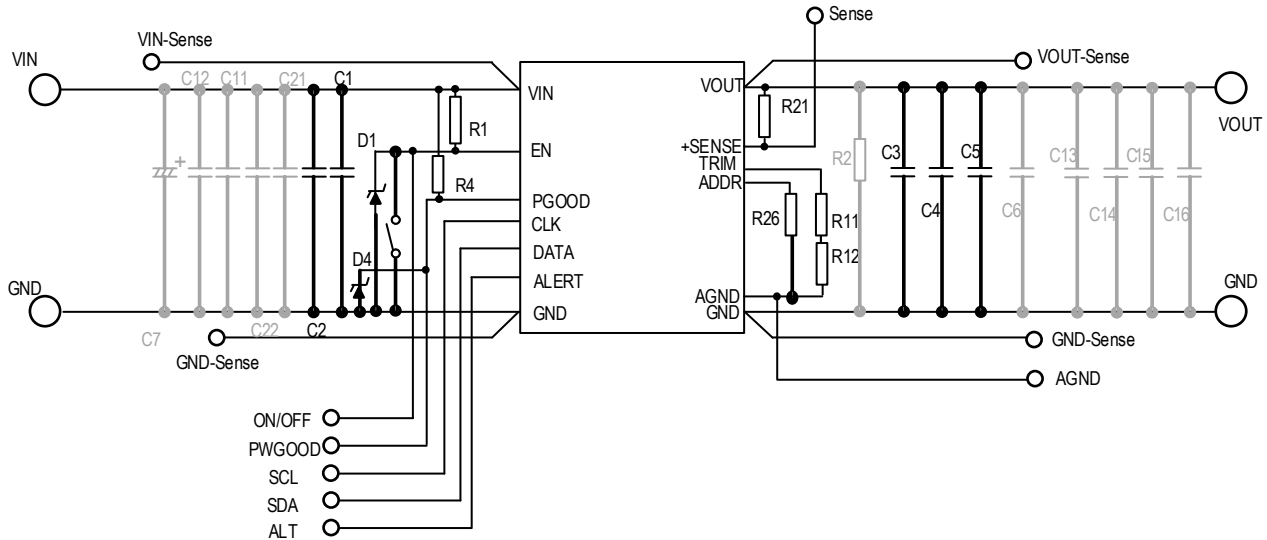 Sense
VIN-Sense
VOUT-Sense
VIN
C12
C11
C21
C1
VIN
VOUT
R21
VOUT
D1
R1
EN
+SENSE
TRIM
ADDR
R2
C3
C5
C13
C15
R4
PGOOD
CLK
R26
R11
C4
C6
C14
C16
D4
DATA
R12
ALERT
GND
AGND
GND
GND
GND
C7
C22
C2
GND-Sense
GND-Sense
AGND
ON/OFF
PWGOOD
SCL
SDA
ALT
+